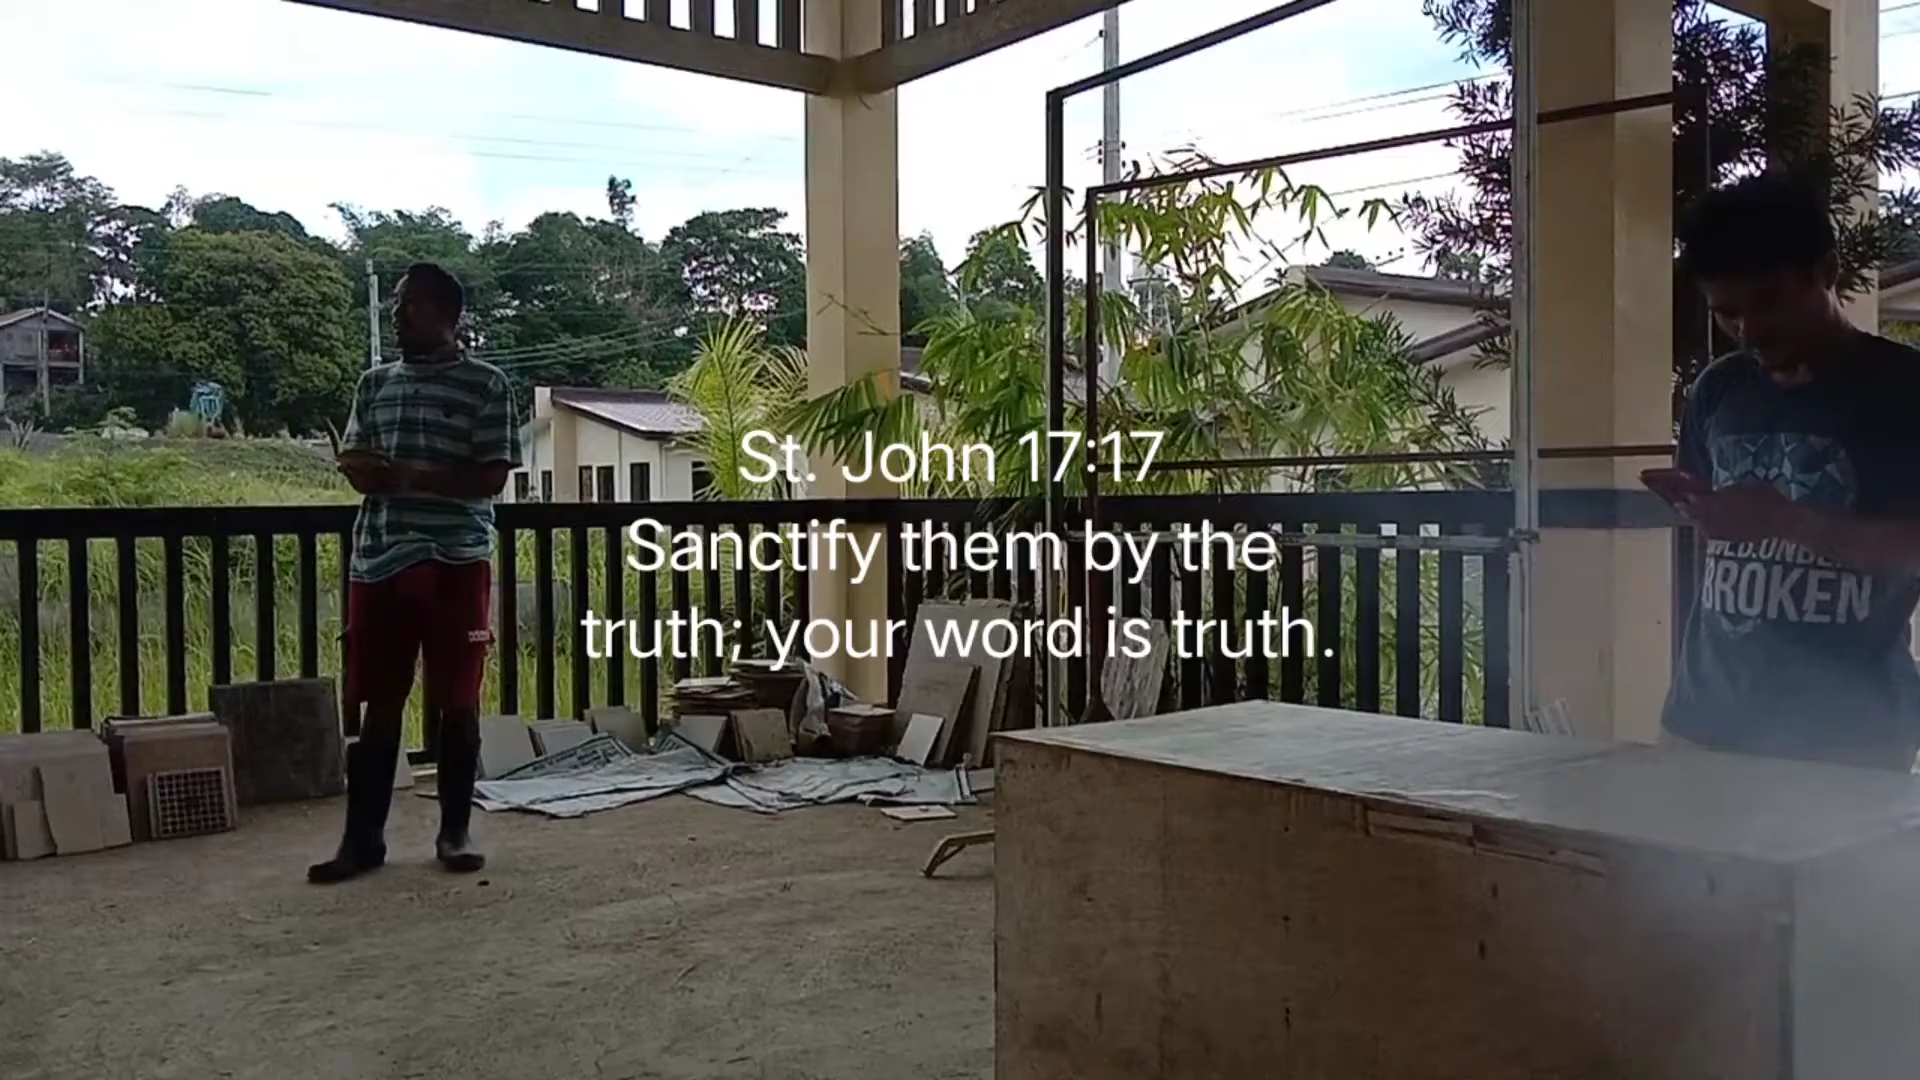 St. John 17:17
Sanctify them by the
truth; your word is truth.
BROKEN